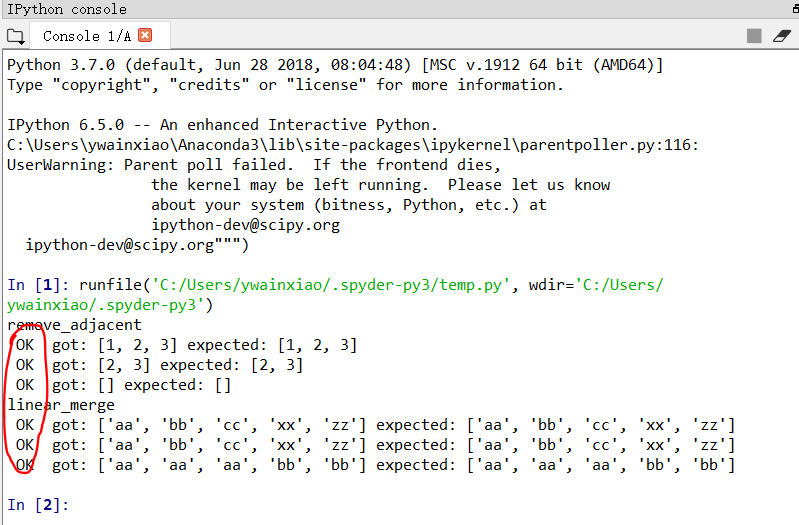 IPython console
Console 1/A
Python 3.7.0 (default, Jun 28 2018, 08:04:48) [MSC v.1912 64 bit (AMD64)]
Type "copyright", "credits" or "license" for more information.
IPython 6.5.0 -- An enhanced Interactive Python.
C:\Users\ywainxiao\Anaconda3\lib\site-packages\ipykernel\parentpoller.py:116:
UserWarning: Parent poll failed.  If the frontend dies,
                the kernel may be left running.  Please let us know
                about your system (bitness, Python, etc.) at
                ipython-dev@scipy.org
  ipython-dev@scipy.org""")
In [1]: runfile('C:/Users/ywainxiao/.spyder-py3/temp.py', wdir='C:/Users/
ywainxiao/.spyder-py3')
remove_adjacent
 OK  got: [1, 2, 3] expected: [1, 2, 3]
 OK  got: [2, 3] expected: [2, 3]
 OK  got: [] expected: []
linear_merge
 OK  got: ['aa', 'bb', 'cc', 'xx', 'zz'] expected: ['aa', 'bb', 'cc', 'xx', 'zz']
 OK  got: ['aa', 'bb', 'cc', 'xx', 'zz'] expected: ['aa', 'bb', 'cc', 'xx', 'zz']
 OK  got: ['aa', 'aa', 'aa', 'bb', 'bb'] expected: ['aa', 'aa', 'aa', 'bb', 'bb']
In [2]: